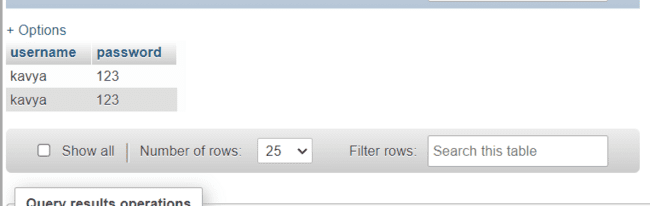 + Options
username password
kavya 123
kavya 123
Show all Number of rows: 25 Filter rows: Search this table
Query results operations